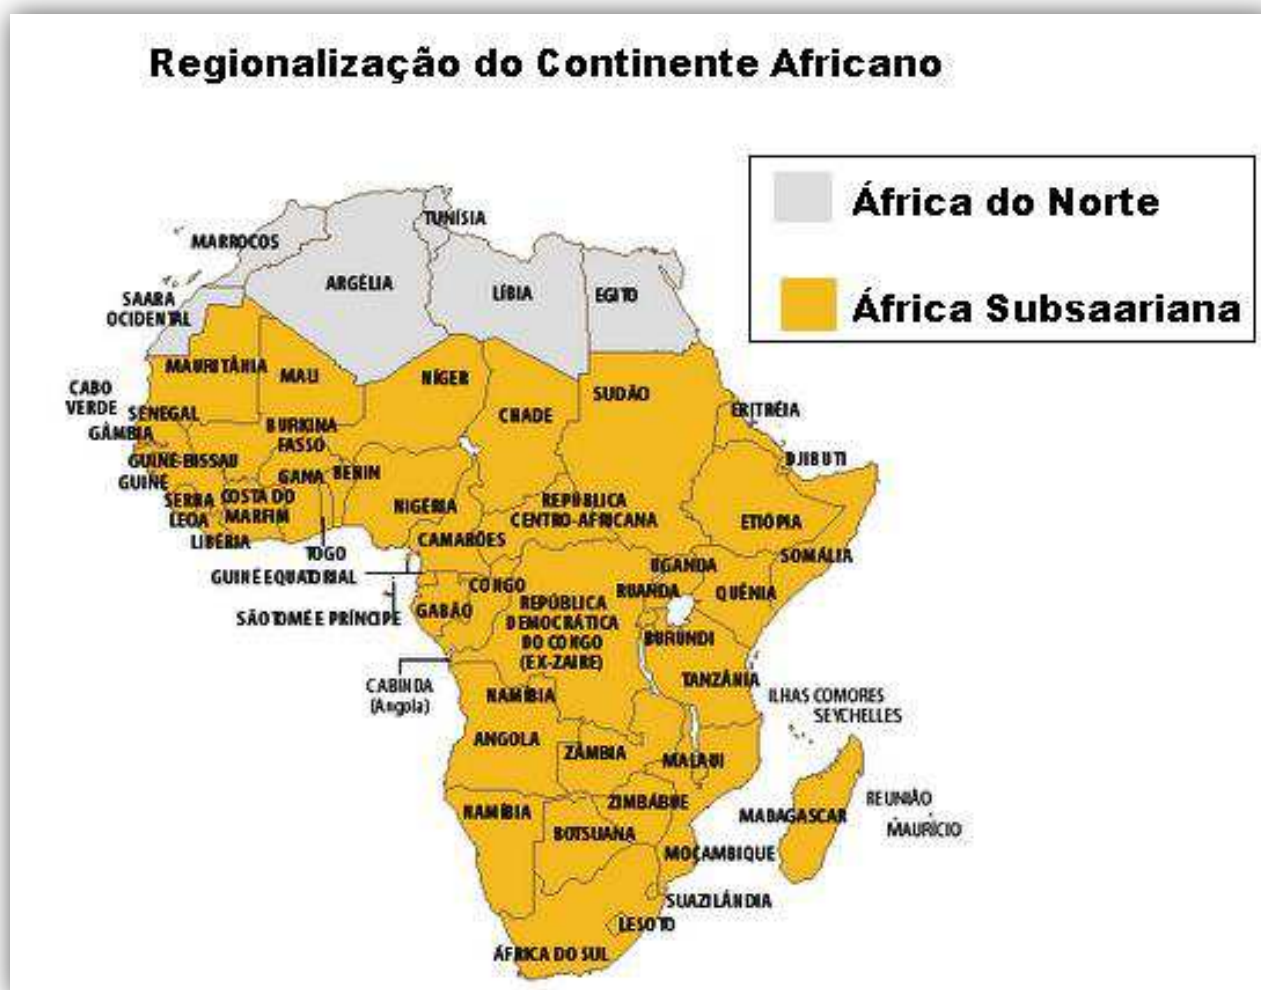 Regionalização do Continente Africano
África do Norte
África Subsaariana
TUNÍSIA
MARROCOS
ARGÉLIA
LÍBIA
EGITO
SAARA
OCIDENTAL
MAURITÂNIA
MALI
NÍGER
CHADE
SUDÃO
CABO
VERDE
SENEGAL
GÂMBIA
BURKINA
FASSO
ERITRÉIA
GUINÉ-BISSAU
GUINÉ
GANA
BENIN
DJIBUTI
SERRA
LEOA
COSTA DO
MARFIM
NIGÉRIA
REPÚBLICA
CENTRO-AFRICANA
ETIÓPIA
LIBÉRIA
TOGO
CAMARÕES
SOMÁLIA
GUINÉ EQUATORIAL
CONGO
UGANDA
RUANDA
QUÊNIA
SÃO TOMÉ E PRÍNCIPE
GABÃO
REPÚBLICA
DEMOCRÁTICA
DO CONGO
(EX-ZAIRE)
BURUNDI
TANZÂNIA
CABINDA
(Angola)
NAMÍBIA
ILHAS COMORES
SEYCHELLES
ANGOLA
ZÂMBIA
MALAUI
NAMÍBIA
ZIMBÁBUE
BOTSUANA
MADAGASCAR
REUNIÃO
MAURÍCIO
MOÇAMBIQUE
SUAZILÂNDIA
LESOTO
ÁFRICA DO SUL